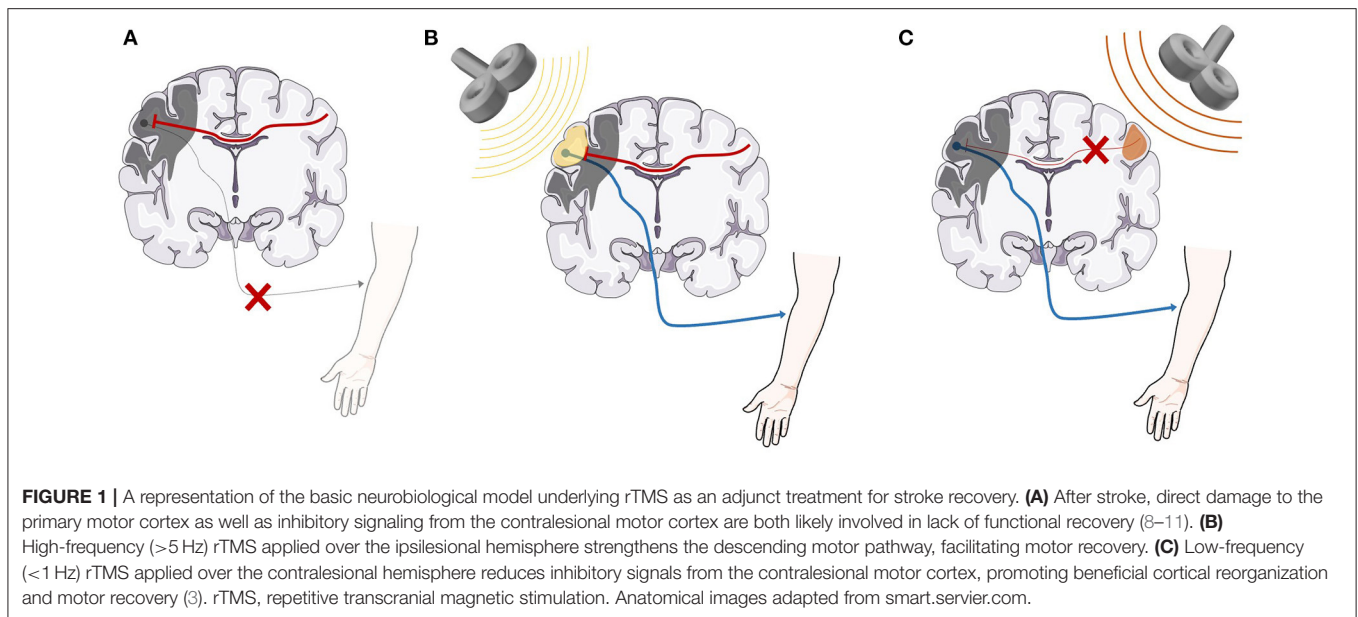 A
B
C
FIGURE 1 | A representation of the basic neurobiological model underlying rTMS as an adjunct treatment for stroke recovery. (A) After stroke, direct damage to the
primary motor cortex as well as inhibitory signaling from the contralesional motor cortex are both likely involved in lack of functional recovery (8–11). (B)
High-frequency (>5 Hz) rTMS applied over the ipsilesional hemisphere strengthens the descending motor pathway, facilitating motor recovery. (C) Low-frequency
(<1 Hz) rTMS applied over the contralesional hemisphere reduces inhibitory signals from the contralesional motor cortex, promoting beneficial cortical reorganization
and motor recovery (3). rTMS, repetitive transcranial magnetic stimulation. Anatomical images adapted from smart.servier.com.